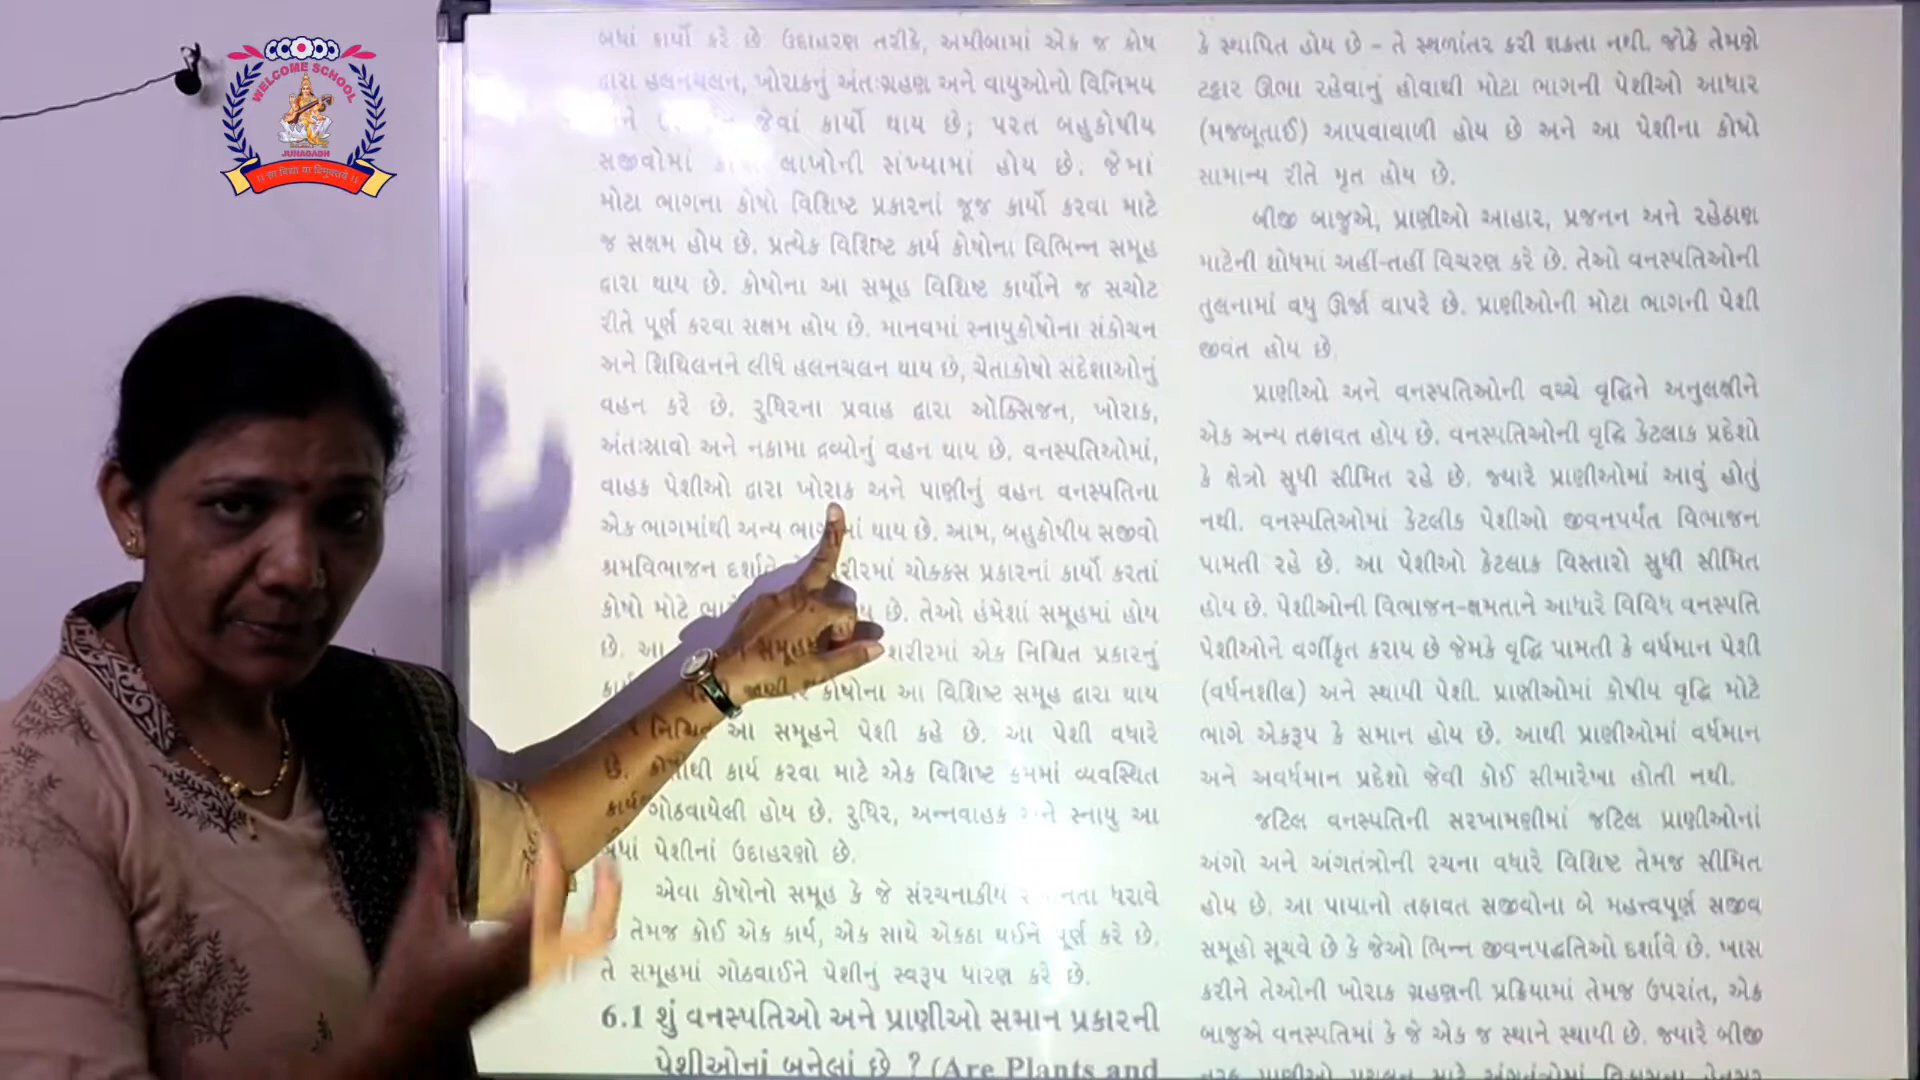 WELCOME SCHOOL
JUNAGADH
।। सा विद्या या विमुक्तये ।।
બધાં કાર્યો કરે છે. ઉદાહરણ તરીકે, અમીબામાં એક જ કોષ
દ્વારા હલનચલન, ખોરાકનું અંતઃગ્રહણ અને વાયુઓનો વિનિમય
જેવાં કાર્યો થાય છે; પરંતુ બહુકોષીય
સજીવોમાં લાખોની સંખ્યામાં હોય છે. જેમાં
મોટા ભાગના કોષો વિશિષ્ટ પ્રકારનાં જૂજ કાર્યો કરવા માટે
જ સક્ષમ હોય છે. પ્રત્યેક વિશિષ્ટ કાર્ય કોષોના વિભિન્ન સમૂહ
દ્વારા થાય છે. કોષોના આ સમૂહ વિશિષ્ટ કાર્યોને જ સચોટ
રીતે પૂર્ણ કરવા સક્ષમ હોય છે. માનવમાં સ્નાયુકોષોના સંકોચન
અને શિથિલનને લીધે હલનચલન થાય છે, ચેતાકોષો સંદેશાઓનું
વહન કરે છે. રુધિરના પ્રવાહ દ્વારા ઑક્સિજન, ખોરાક,
અંતઃસ્રાવો અને નકામા દ્રવ્યોનું વહન થાય છે. વનસ્પતિઓમાં,
વાહક પેશીઓ દ્વારા ખોરાક અને પાણીનું વહન વનસ્પતિના
એક ભાગમાંથી અન્ય ભાગોમાં થાય છે. આમ, બહુકોષીય સજીવો
શ્રમવિભાજન દર્શાવે શરીરમાં ચોક્કસ પ્રકારનાં કાર્યો કરતાં
કોષો મોટે ભાગે છે. તેઓ હંમેશાં સમૂહમાં હોય
છે. આ સમૂહ શરીરમાં એક નિશ્ચિત પ્રકારનું
કોષોના આ વિશિષ્ટ સમૂહ દ્વારા થાય
નિશ્ચિત આ સમૂહને પેશી કહે છે. આ પેશી વધારે
છે. કાર્ય કરવા માટે એક વિશિષ્ટ ક્રમમાં વ્યવસ્થિત
ગોઠવાયેલી હોય છે. રુધિર, અન્નવાહક અને સ્નાયુ આ
બધાં પેશીનાં ઉદાહરણો છે.
એવા કોષોનો સમૂહ કે જે સંરચનાકીય સમાનતા ધરાવે
તેમજ કોઈ એક કાર્ય, એક સાથે એકઠા થઈને પૂર્ણ કરે છે.
તે સમૂહમાં ગોઠવાઈને પેશીનું સ્વરૂપ ધારણ કરે છે.
6.1 શું વનસ્પતિઓ અને પ્રાણીઓ સમાન પ્રકારની
પેશીઓનાં બનેલાં છે ? (Are Plants and
કે સ્થાપિત હોય છે - તે સ્થળાંતર કરી શકતા નથી. જોકે તેમણે
ટટ્ટાર ઊભા રહેવાનું હોવાથી મોટા ભાગની પેશીઓ આધાર
(મજબૂતાઈ) આપવાવાળી હોય છે અને આ પેશીના કોષો
સામાન્ય રીતે મૃત હોય છે.
બીજી બાજુએ, પ્રાણીઓ આહાર, પ્રજનન અને રહેઠાણ
માટેની શોધમાં અહીં-તહીં વિચરણ કરે છે. તેઓ વનસ્પતિઓની
તુલનામાં વધુ ઊર્જા વાપરે છે. પ્રાણીઓની મોટા ભાગની પેશી
જીવંત હોય છે.
પ્રાણીઓ અને વનસ્પતિઓની વચ્ચે વૃદ્ધિને અનુલક્ષીને
એક અન્ય તફાવત હોય છે. વનસ્પતિઓની વૃદ્ધિ કેટલાક પ્રદેશો
કે ક્ષેત્રો સુધી સીમિત રહે છે. જ્યારે પ્રાણીઓમાં આવું હોતું
નથી. વનસ્પતિઓમાં કેટલીક પેશીઓ જીવનપર્યંત વિભાજન
પામતી રહે છે. આ પેશીઓ કેટલાક વિસ્તારો સુધી સીમિત
હોય છે. પેશીઓની વિભાજન-ક્ષમતાને આધારે વિવિધ વનસ્પતિ
પેશીઓને વર્ગીકૃત કરાય છે જેમકે વૃદ્ધિ પામતી કે વર્ધમાન પેશી
(વર્ધનશીલ) અને સ્થાયી પેશી. પ્રાણીઓમાં કોષીય વૃદ્ધિ મોટે
ભાગે એકરૂપ કે સમાન હોય છે. આથી પ્રાણીઓમાં વર્ધમાન
અને અવર્ધમાન પ્રદેશો જેવી કોઈ સીમારેખા હોતી નથી.
જટિલ વનસ્પતિની સરખામણીમાં જટિલ પ્રાણીઓનાં
અંગો અને અંગતંત્રોની રચના વધારે વિશિષ્ટ તેમજ સીમિત
હોય છે. આ પાયાનો તફાવત સજીવોના બે મહત્ત્વપૂર્ણ સજીવ
સમૂહો સૂચવે છે કે જેઓ ભિન્ન જીવનપદ્ધતિઓ દર્શાવે છે. ખાસ
કરીને તેઓની ખોરાક ગ્રહણની પ્રક્રિયામાં તેમજ ઉપરાંત, એક
બાજુએ વનસ્પતિમાં કે જે એક જ સ્થાને સ્થાયી છે. જ્યારે બીજી